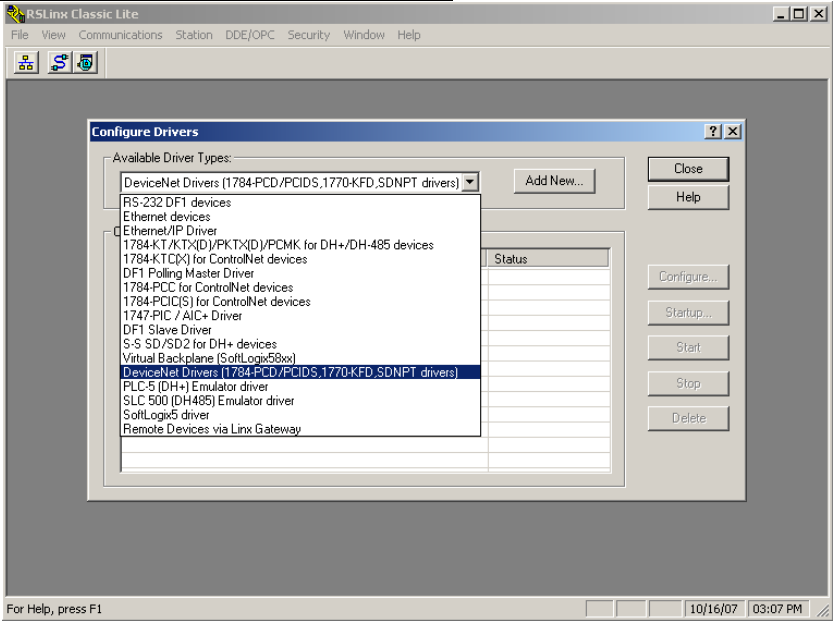 RSLinx Classic Lite
File View Communications Station DDE/OPC Security Window Help
Configure Drivers
Available Driver Types:
DeviceNet Drivers (1784-PCD/PCIDS,1770-KFD,SDNPT drivers)
Add New...
Close
Help
RS-232 DF1 devices
Ethernet devices
Ethernet/IP Driver
1784-KT/KTX(D)/PKTX(D)/PCMK for DH+/DH-485 devices
1784-KTC(X) for ControlNet devices
DF1 Polling Master Driver
1784-PCC for ControlNet devices
1784-PCIC(S) for ControlNet devices
1747-PIC / AIC+ Driver
DF1 Slave Driver
S-S SD/SD2 for DH+ devices
Virtual Backplane (SoftLogix58xx)
DeviceNet Drivers (1784-PCD/PCIDS,1770-KFD,SDNPT drivers)
PLC-5 (DH+) Emulator driver
SLC 500 (DH485) Emulator driver
SoftLogix5 driver
Remote Devices via Linx Gateway
Status
Configure...
Startup...
Start
Stop
Delete
For Help, press F1
10/16/07 03:07 PM